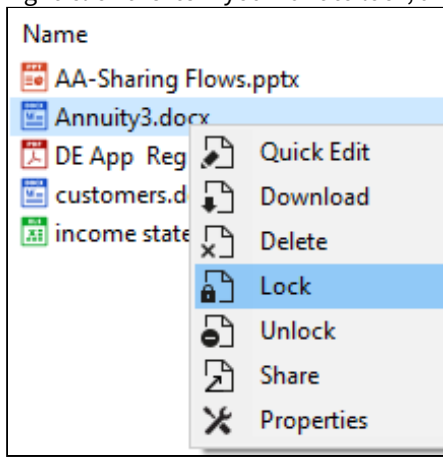 Name
AA-Sharing Flows.pptx
Annuity3.docx
DE App Reg
customers.d
income state
Quick Edit
Download
Delete
Lock
Unlock
Share
Properties